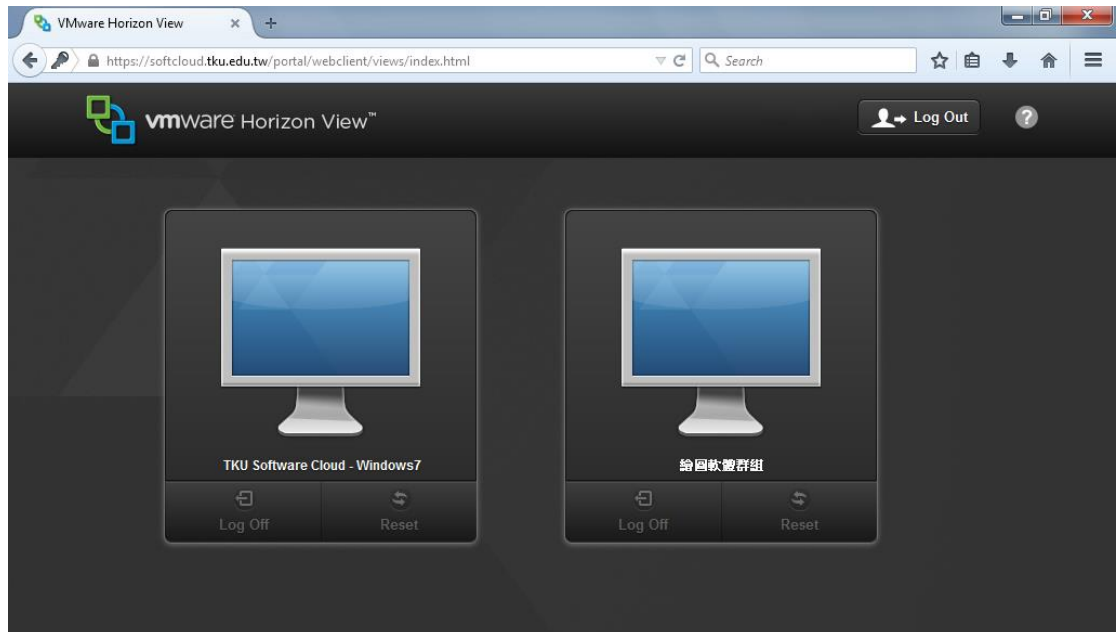 VMware Horizon View
https://softcloud.tku.edu.tw/portal/webclient/views/index.html
Search
vmware Horizon View™
Log Out
?
TKU Software Cloud - Windows7
繪圖軟體群組
Log Off
Reset
Log Off
Reset